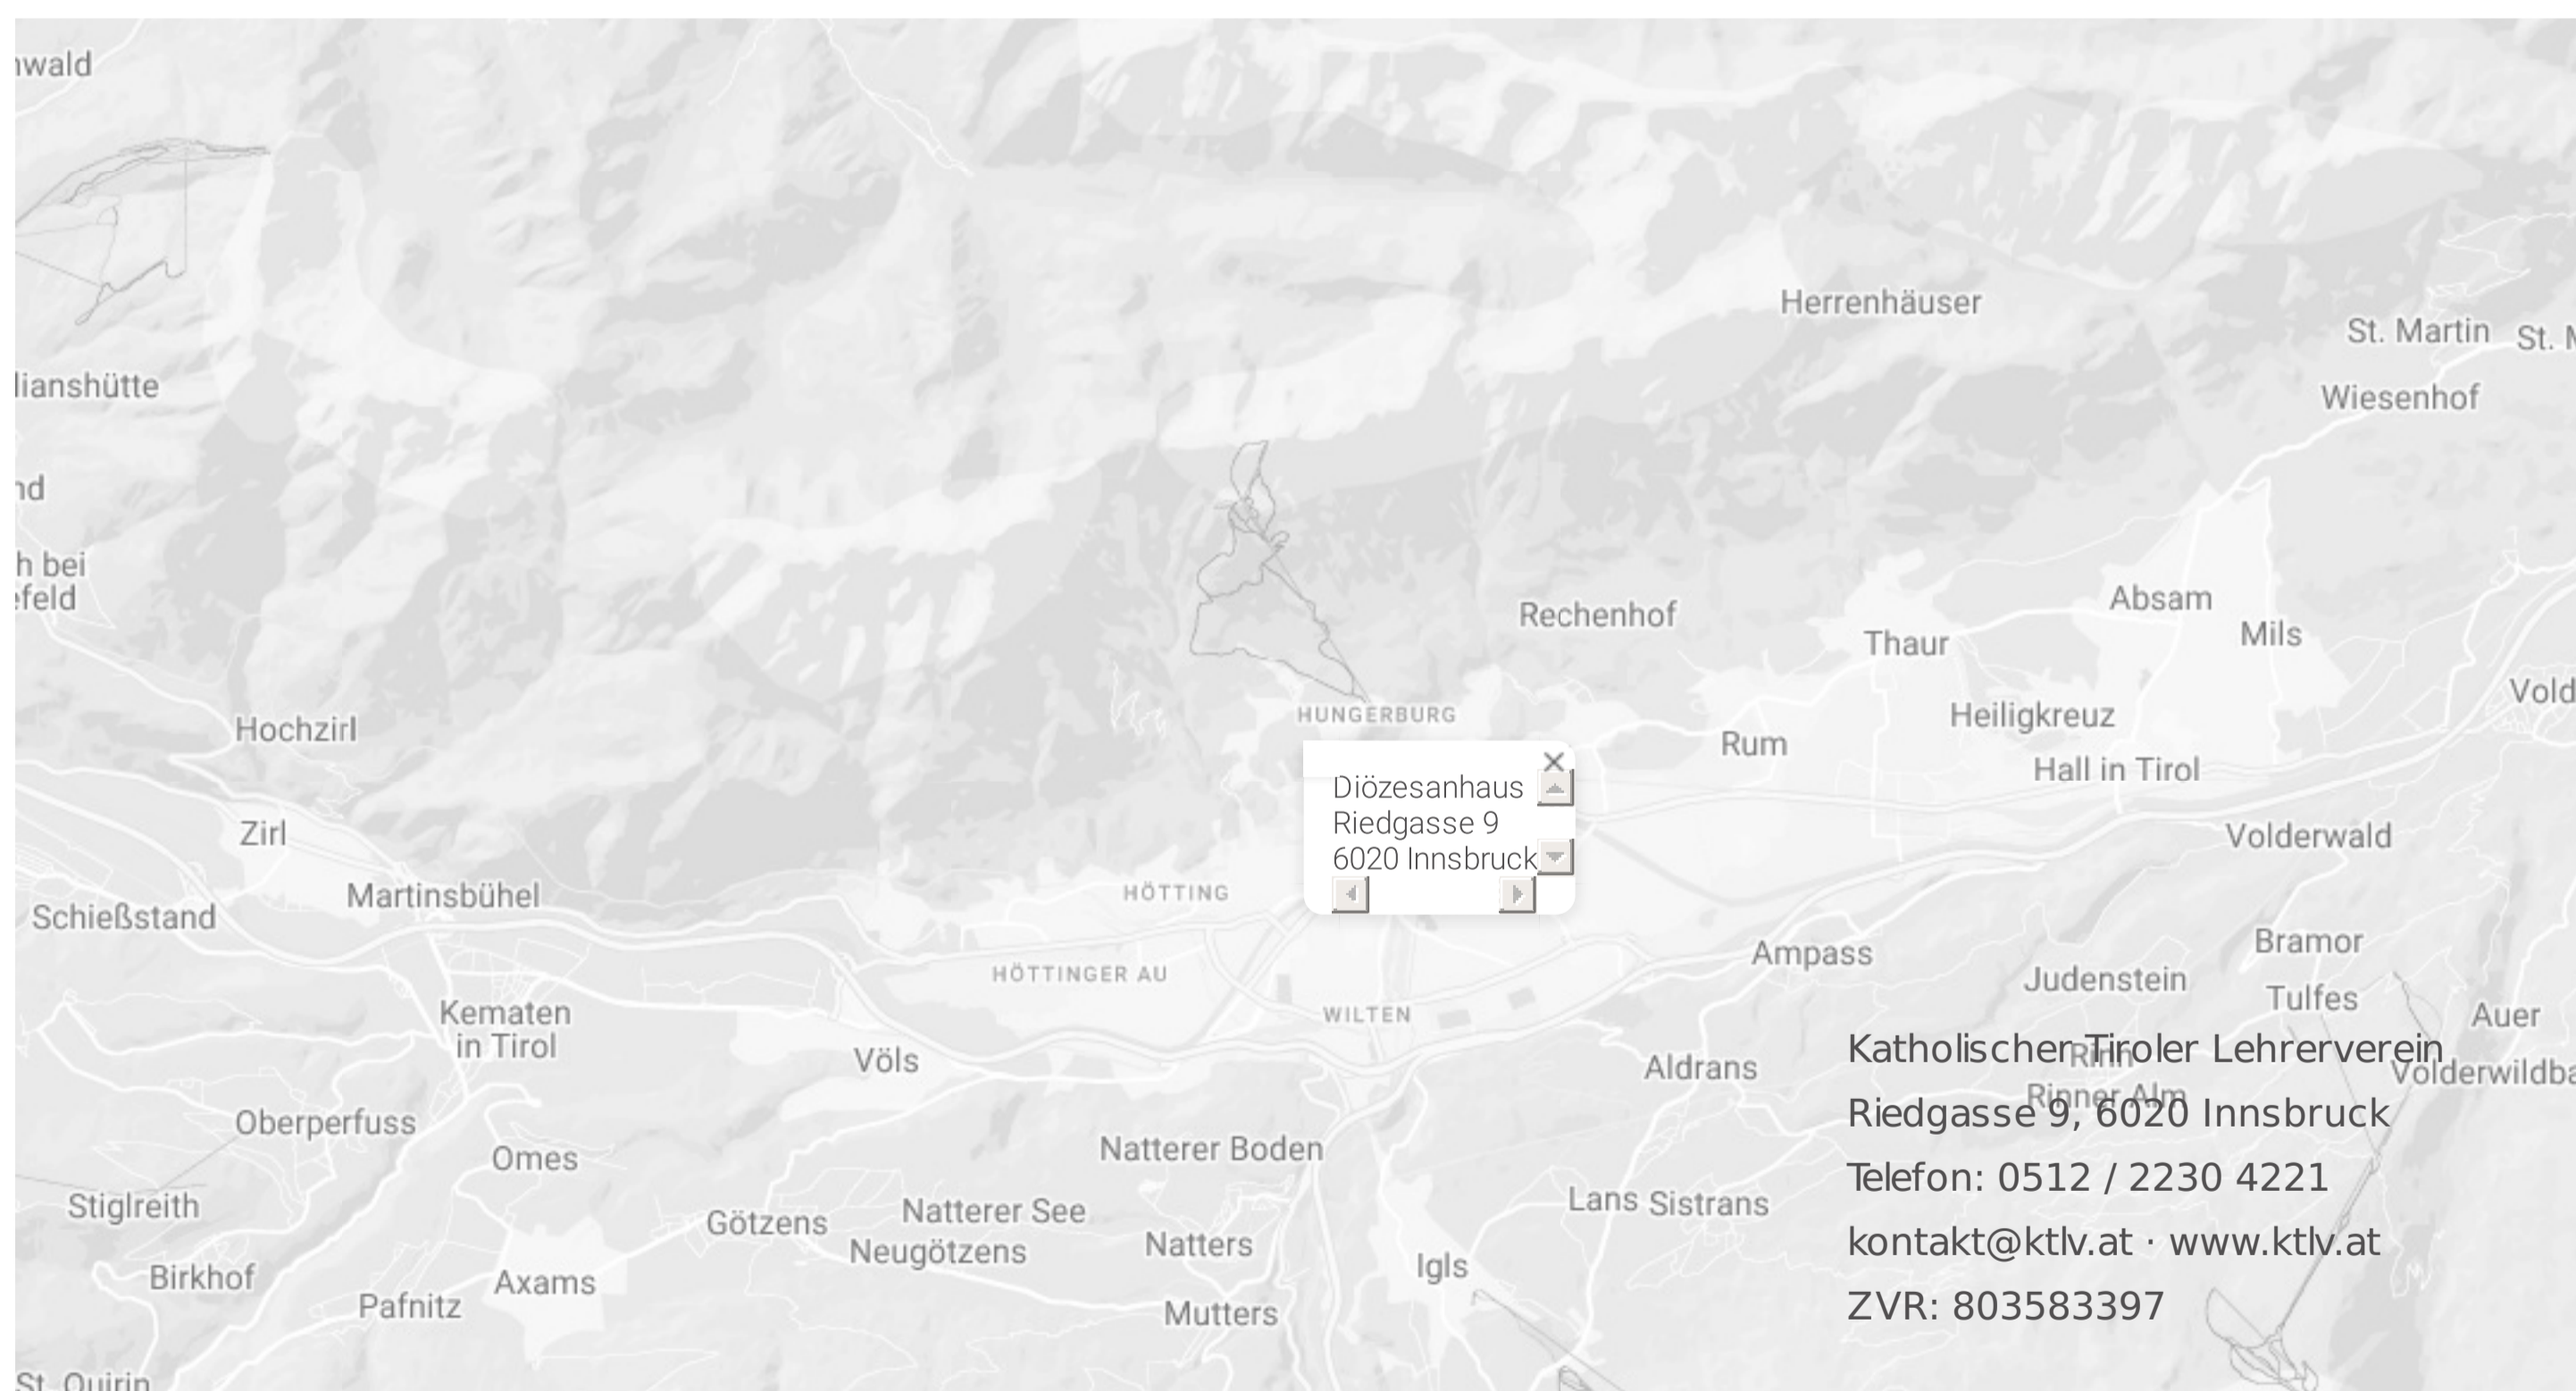 Herrenhäuser
St. Martin
Wiesenhof
Rechenhof
Absam
Thaur
Mils
Hochzirl
HUNGERBURG
Heiligkreuz
Rum
Hall in Tirol
Diözesanhaus
Riedgasse 9
6020 Innsbruck
Zirl
Volderwald
Martinsbühel
HÖTTING
Schießstand
Bramor
Ampass
HÖTTINGER AU
Judenstein
Tulfes
Kematen
in Tirol
WILTEN
Auer
Völs
Aldrans
Rinn
Rinner Alm
Oberperfuss
Omes
Natterer Boden
Stiglreith
Götzens
Natterer See
Neugötzens
Natters
Lans
Sistrans
Igls
Birkhof
Axams
Pafnitz
Mutters
St. Quirin
Katholischer Tiroler Lehrerverein
Riedgasse 9, 6020 Innsbruck
Telefon: 0512 / 2230 4221
kontakt@ktlv.at · www.ktlv.at
ZVR: 803583397